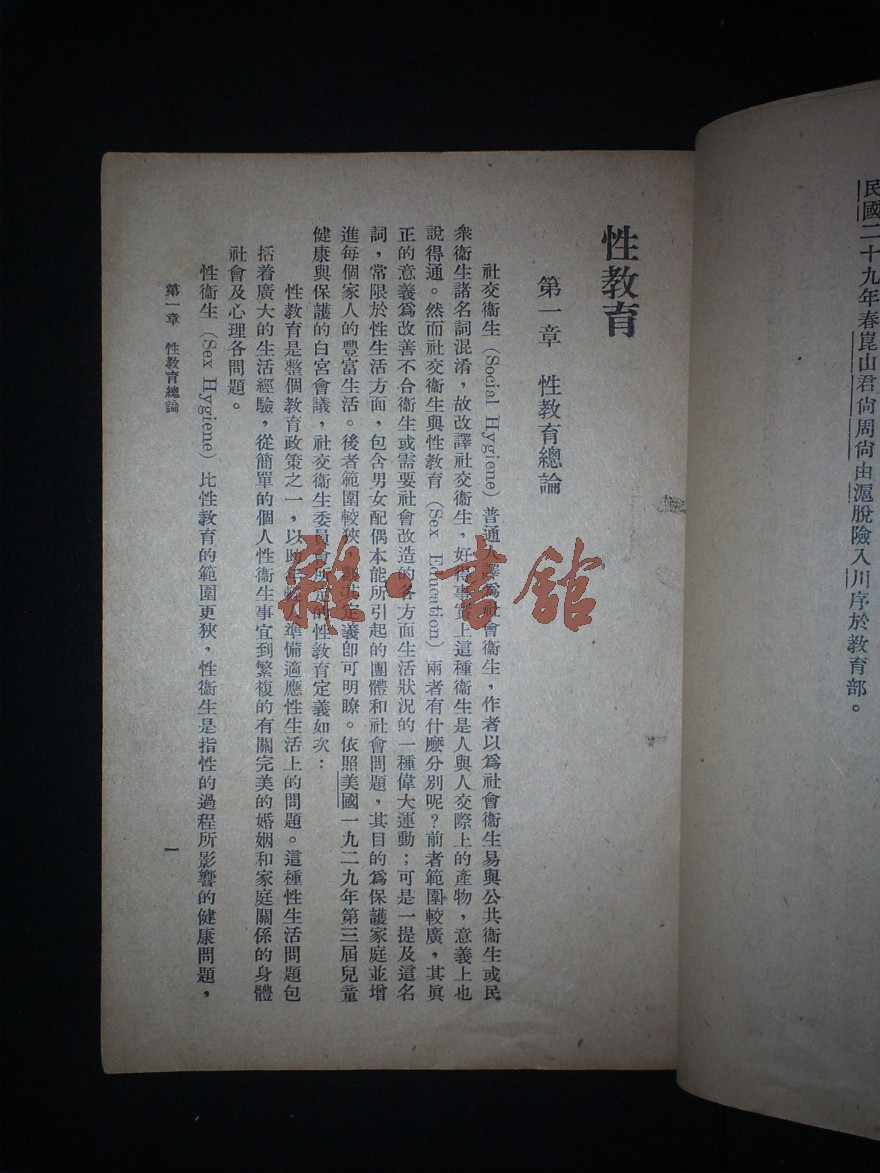 民國二十九年春崑山君尙周尙由滬脫險入川序於教育部。
性教育
第一章　性教育總論
社交衞生（Social Hygiene）普通人譯爲社會衞生，作者以爲社會衞生易與公共衞生或民
衆衞生諸名詞混淆，故改譯社交衞生，好得事實上這種衞生是人與人交際上的產物，意義上也
說得通。然而社交衞生與性教育（Sex Education）兩者有什麽分別呢？前者範圍較廣，其眞
正的意義爲改善不合衞生或需要社會改造的各方面生活狀況的一種偉大運動；可是一提及這名
詞，常限於性生活方面，包含男女配偶本能所引起的團體和社會問題，其目的爲保護家庭並增
進每個家人的豐富生活。後者範圍較狹，定義卽可明瞭。依照美國一九二九年第三屆兒童
健康與保護的白宮會議，社交衞生委員會所定的性教育定義如次：
性教育是整個教育政策之一，以助準備適應性生活上的問題。這種性生活問題包
括着廣大的生活經驗，從簡單的個人性衞生事宜到繁複的有關完美的婚姻和家庭關係的身體
社會及心理各問題。
性衞生（Sex Hygiene）比性教育的範圍更狹，性衞生是指性的過程所影響的健康問題，
第一章　性教育總論
一
雜·書館